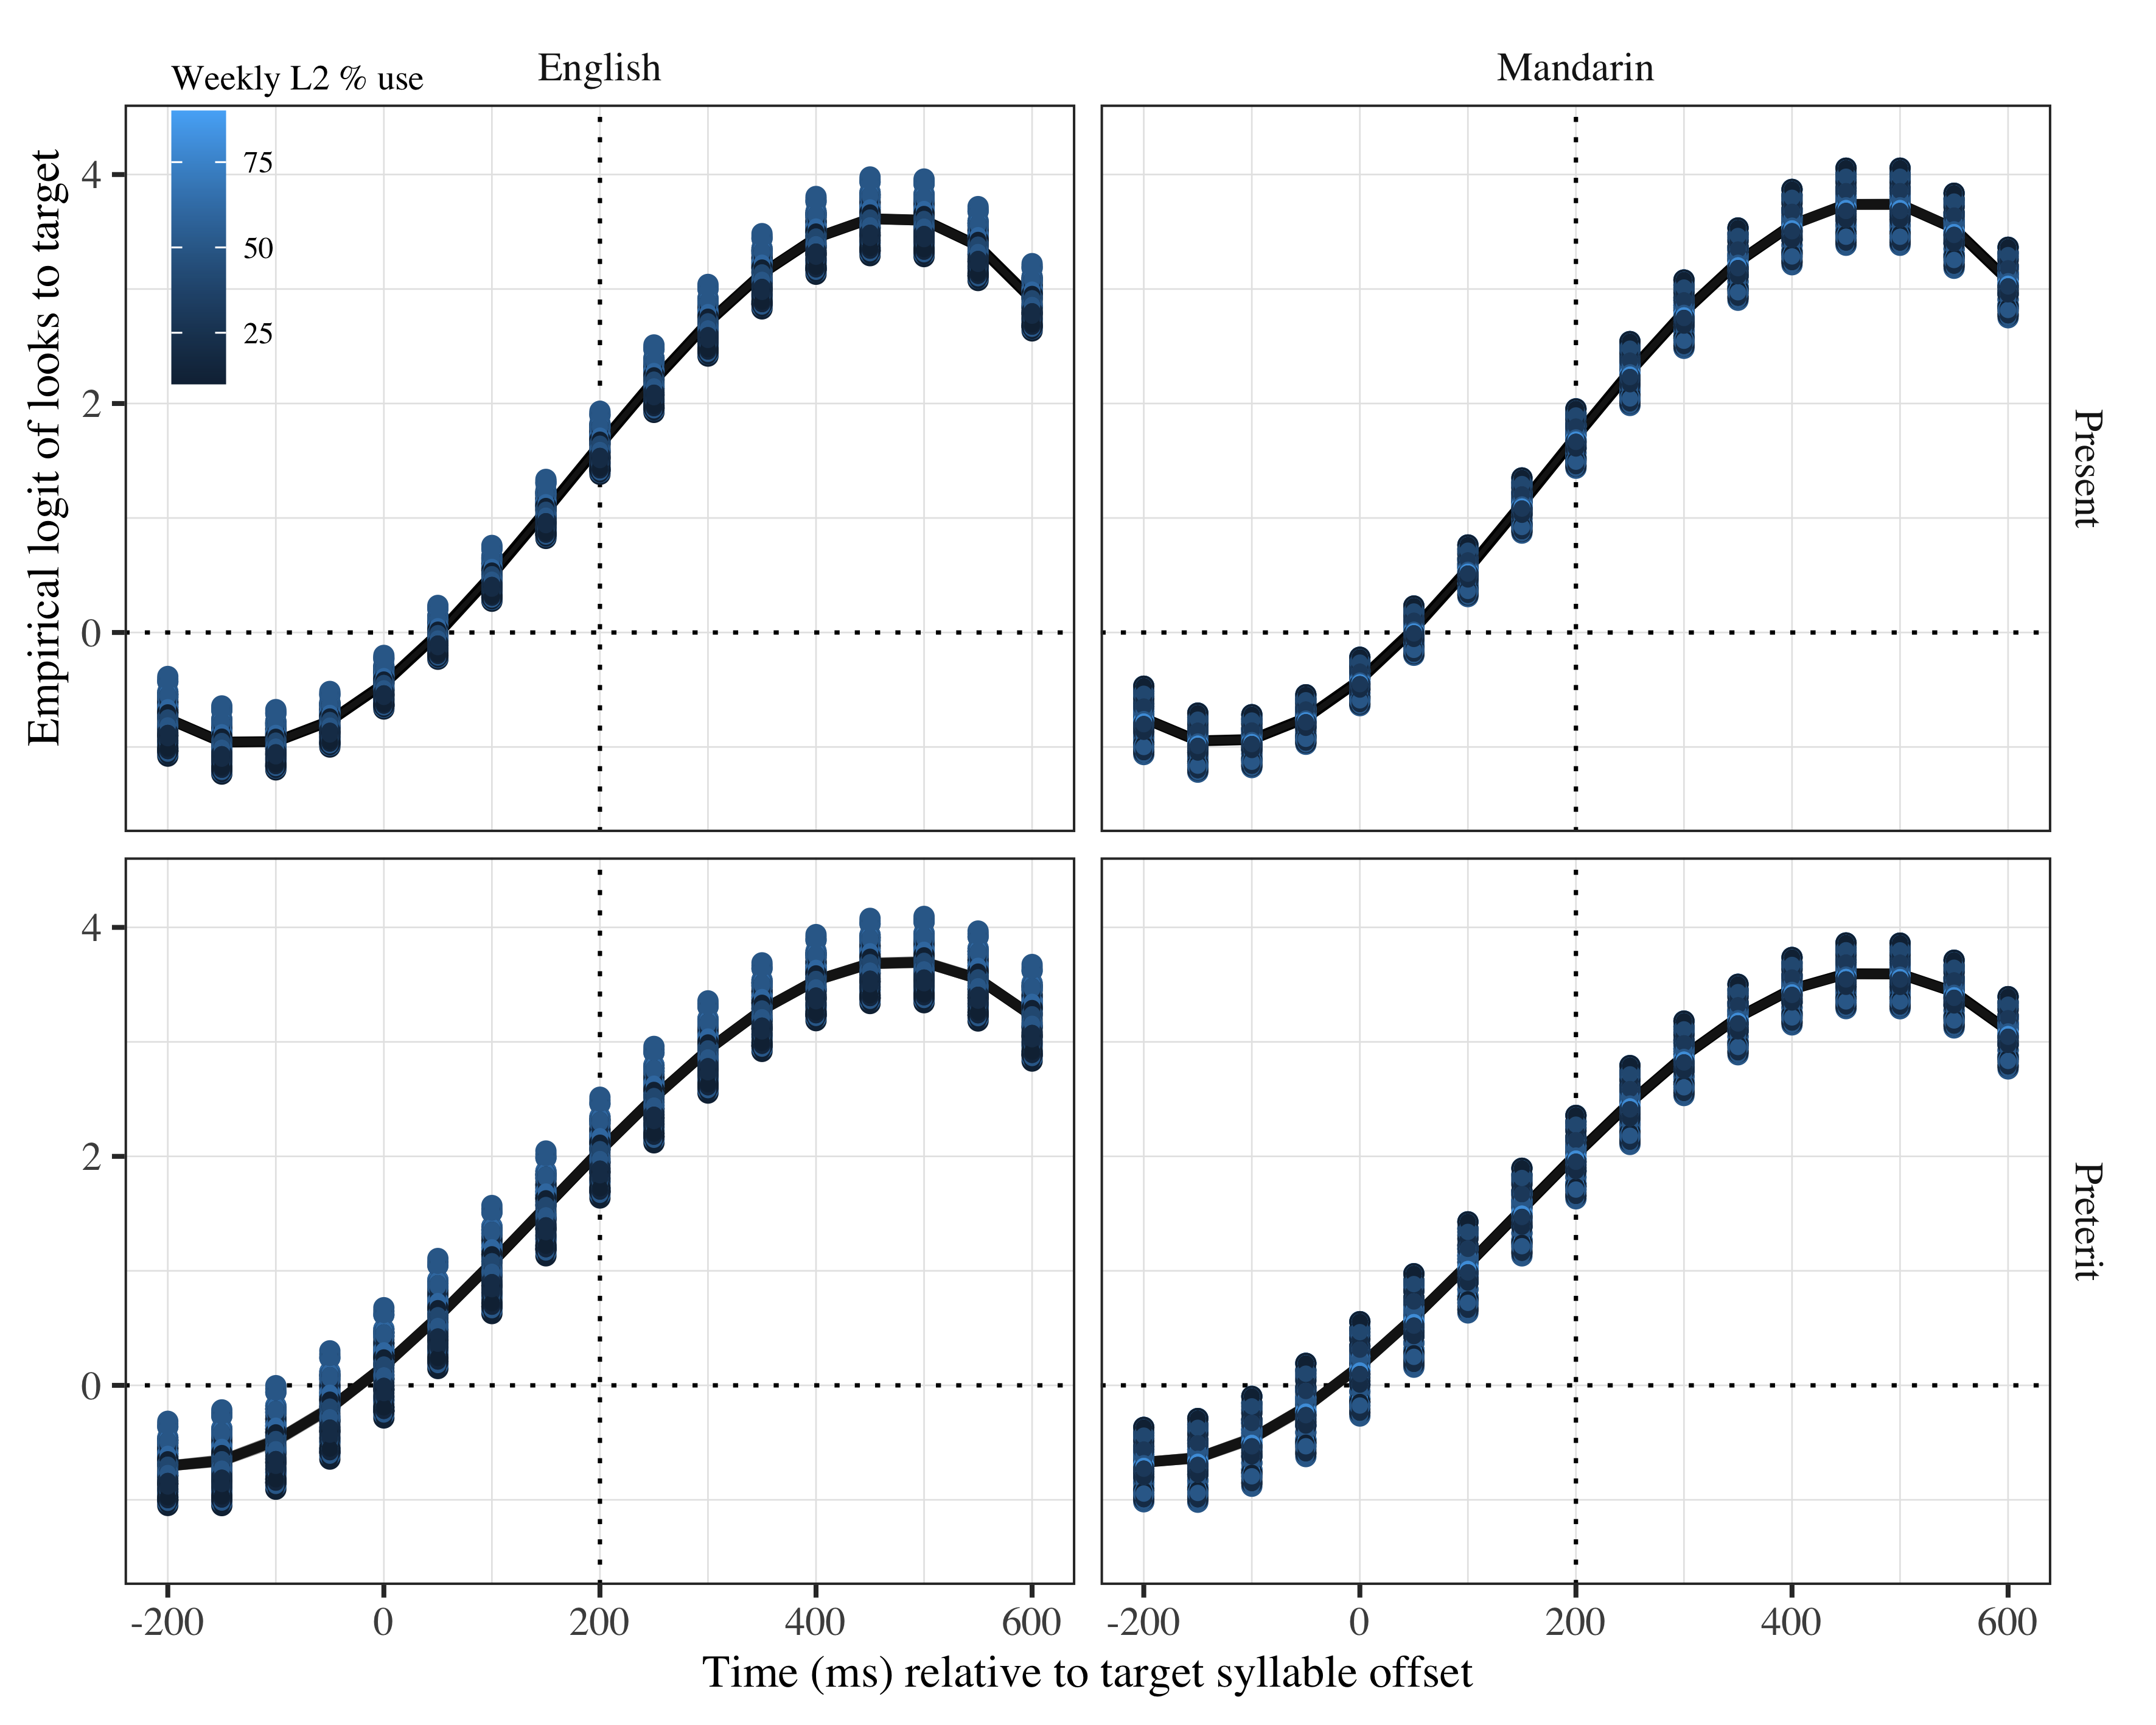 English
Mandarin
Weekly L2 % use
75
50
25
Empirical logit of looks to target
4
2
0
Present
4
2
0
Preterit
-200 0 200 400 600
-200 0 200 400 600
Time (ms) relative to target syllable offset